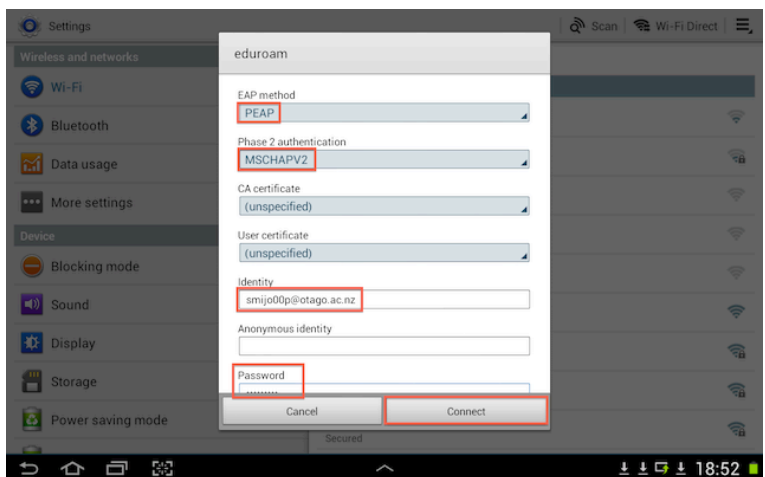 Settings
Scan
Wi-Fi Direct
Wireless and networks
Wi-Fi
Bluetooth
Data usage
More settings
Device
Blocking mode
Sound
Display
Storage
Power saving mode
eduroam
EAP method
PEAP
Phase 2 authentication
MSCHAPV2
CA certificate
(unspecified)
User certificate
(unspecified)
Identity
smijo00p@otago.ac.nz
Anonymous identity
Password
Cancel
Connect
Secured
18:52